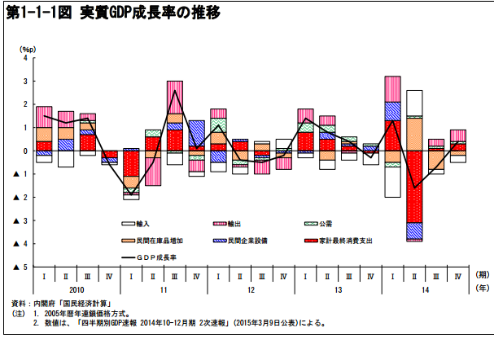 第1-1-1図 実質GDP成長率の推移
(%p)
4
3
2
1
0
▲ 1
▲ 2
▲ 3
▲ 4
▲ 5
輸入 輸出 公需
民間在庫品増加 民間企業設備 家計最終消費支出
GDP成長率
Ⅰ Ⅱ Ⅲ Ⅳ Ⅰ Ⅱ Ⅲ Ⅳ Ⅰ Ⅱ Ⅲ Ⅳ Ⅰ Ⅱ Ⅲ Ⅳ Ⅰ Ⅱ Ⅲ Ⅳ (期)
2010 11 12 13 14 (年)
資料:内閣府「国民経済計算」
(注) 1. 2005年暦年連鎖価格方式。
2. 数値は、「四半期別GDP速報 2014年10-12月期 2次速報」(2015年3月9日公表)による。